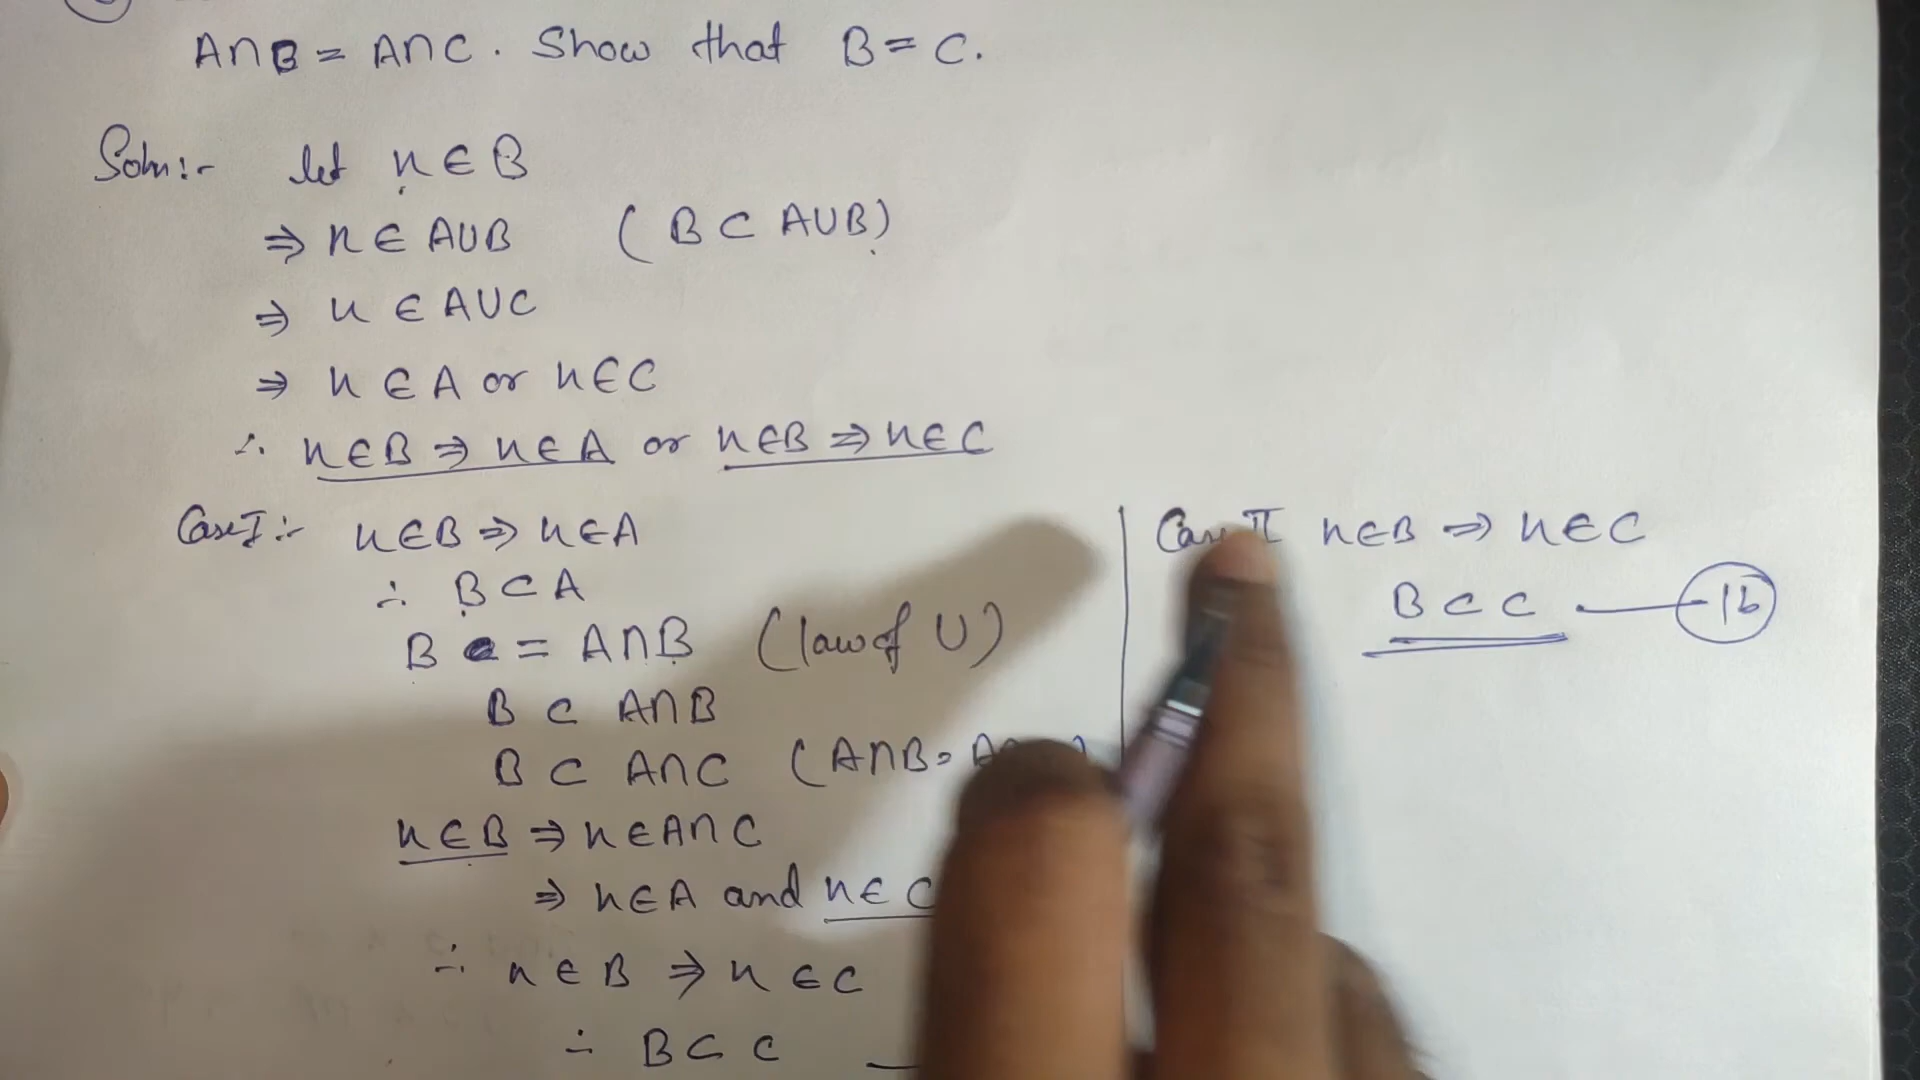 A∩B = A∩C. Show that B = C.
Soln:- let x ∈ B
⇒ x ∈ A∪B (B ⊂ A∪B)
⇒ x ∈ A∪C
⇒ x ∈ A or x ∈ C
∴ x∈B ⇒ x∈A or x∈B ⇒ x∈C
Case I:- x∈B ⇒ x∈A
∴ B ⊂ A
B = A∩B (law of U)
B ⊂ A∩B
B ⊂ A∩C (A∩B =
x∈B ⇒ x∈A∩C
⇒ x∈A and x∈C
∴ x∈B ⇒ x∈C
∴ B ⊂ C
Case II x∈B ⇒ x∈C
B ⊂ C — 1b